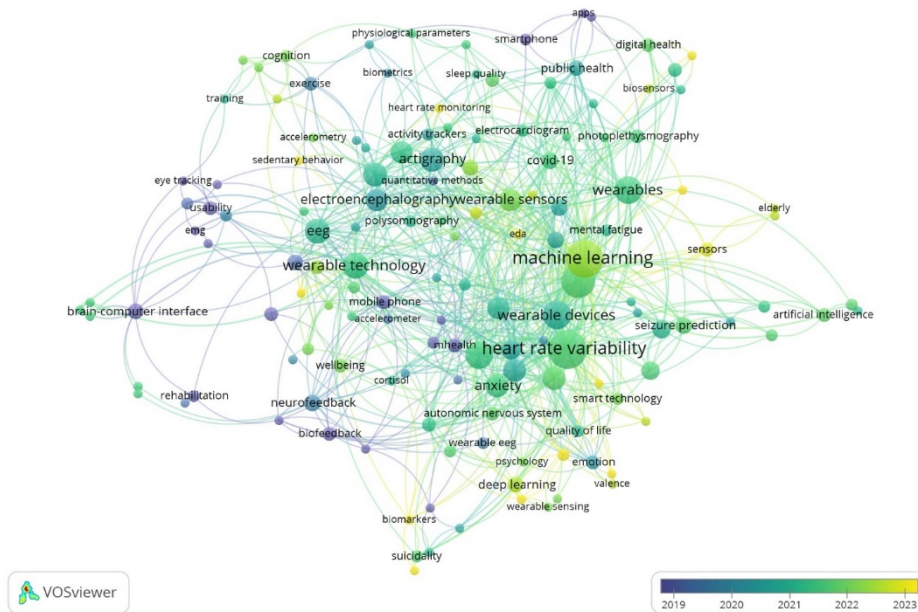 apps
smartphone
physiological parameters
digital health
cognition
public health
biometrics
sleep quality
exercise
biosensors
training
heart rate monitoring
electrocardiogram
activity trackers
photoplethysmography
accelerometry
sedentary behavior
actigraphy
covid-19
eye tracking
quantitative methods
wearables
electroencephalography
wearable sensors
usability
elderly
polysomnography
emg
eeg
eda
mental fatigue
sensors
machine learning
wearable technology
mobile phone
brain-computer interface
wearable devices
artificial intelligence
accelerometer
seizure prediction
mhealth
heart rate variability
wellbeing
cortisol
anxiety
rehabilitation
smart technology
neurofeedback
autonomic nervous system
biofeedback
quality of life
wearable eeg
psychology
emotion
deep learning
valence
wearable sensing
biomarkers
suicidality
VOSviewer
2019 2020 2021 2022 2023